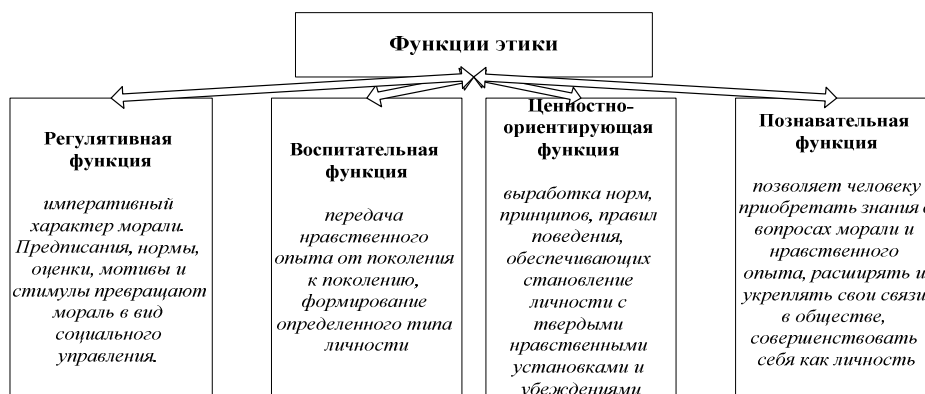 Функции этики
Регулятивная
функция
императивный
характер морали.
Предписания, нормы,
оценки, мотивы и
стимулы превращают
мораль в вид
социального
управления.
Воспитательная
функция
передача
нравственного
опыта от поколения
к поколению,
формирование
определенного типа
личности
Ценностно-
ориентирующая
функция
выработка норм,
принципов, правил
поведения,
обеспечивающих
становление
личности с
твердыми
нравственными
установками и
убеждениями
Познавательная
функция
позволяет человеку
приобретать знания о
вопросах морали и
нравственного
опыта, расширять и
укреплять свои связи
в обществе,
совершенствовать
себя как личность